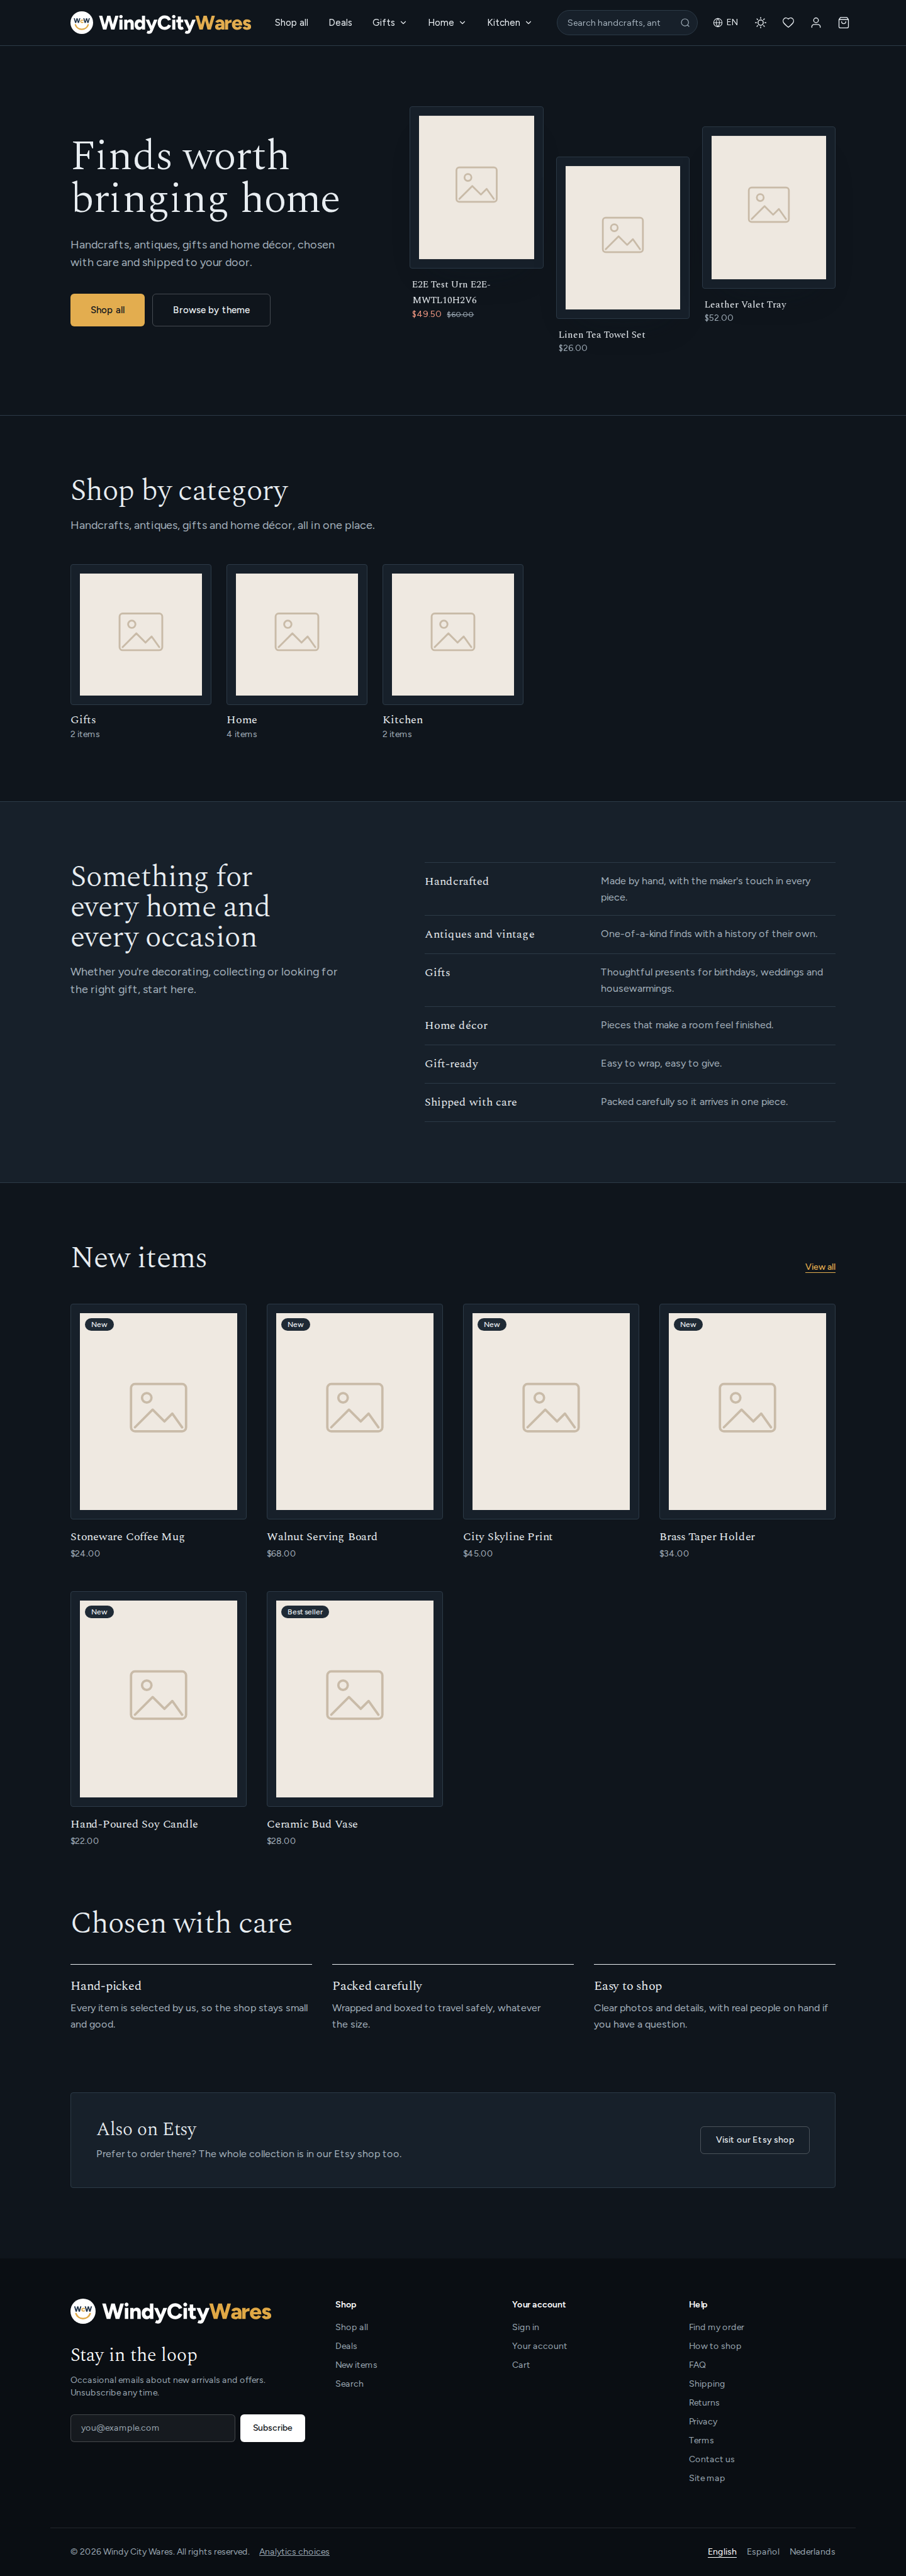 WindyCityWares
Shop all
Deals
Gifts
Home
Kitchen
Search handcrafts, ant
EN
Finds worth
bringing home
Handcrafts, antiques, gifts and home décor, chosen
with care and shipped to your door.
Shop all
Browse by theme
E2E Test Urn E2E-
MWTL10H2V6
$49.50 $60.00
Linen Tea Towel Set
$26.00
Leather Valet Tray
$52.00
Shop by category
Handcrafts, antiques, gifts and home décor, all in one place.
Gifts
2 items
Home
4 items
Kitchen
2 items
Something for
every home and
every occasion
Whether you're decorating, collecting or looking for
the right gift, start here.
Handcrafted
Made by hand, with the maker's touch in every
piece.
Antiques and vintage
One-of-a-kind finds with a history of their own.
Gifts
Thoughtful presents for birthdays, weddings and
housewarmings.
Home décor
Pieces that make a room feel finished.
Gift-ready
Easy to wrap, easy to give.
Shipped with care
Packed carefully so it arrives in one piece.
New items
View all
New
Stoneware Coffee Mug
$24.00
New
Walnut Serving Board
$68.00
New
City Skyline Print
$45.00
New
Brass Taper Holder
$34.00
New
Hand-Poured Soy Candle
$22.00
Best seller
Ceramic Bud Vase
$28.00
Chosen with care
Hand-picked
Every item is selected by us, so the shop stays small
and good.
Packed carefully
Wrapped and boxed to travel safely, whatever
the size.
Easy to shop
Clear photos and details, with real people on hand if
you have a question.
Also on Etsy
Prefer to order there? The whole collection is in our Etsy shop too.
Visit our Etsy shop
WindyCityWares
Stay in the loop
Occasional emails about new arrivals and offers.
Unsubscribe any time.
you@example.com
Subscribe
Shop
Shop all
Deals
New items
Search
Your account
Sign in
Your account
Cart
Help
Find my order
How to shop
FAQ
Shipping
Returns
Privacy
Terms
Contact us
Site map
© 2026 Windy City Wares. All rights reserved.
Analytics choices
English
Español
Nederlands